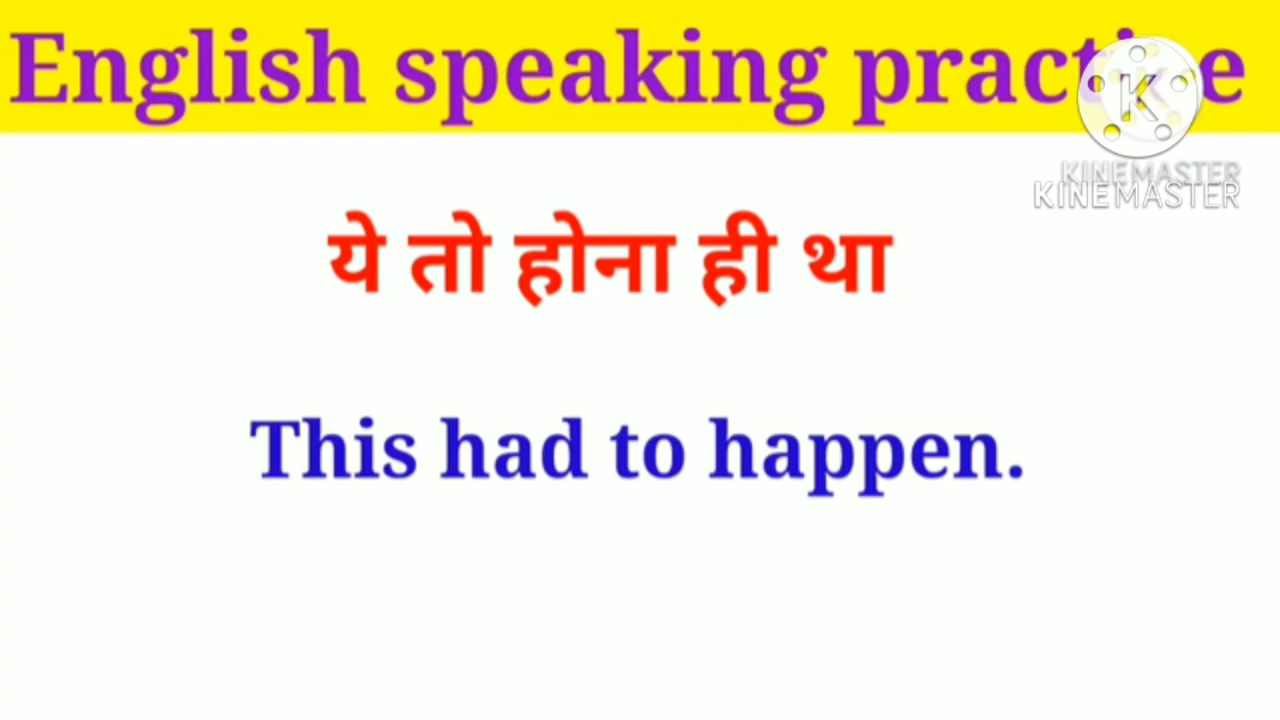 English speaking practice
K
KINEMASTER
KINEMASTER
ये तो होना ही था
This had to happen.